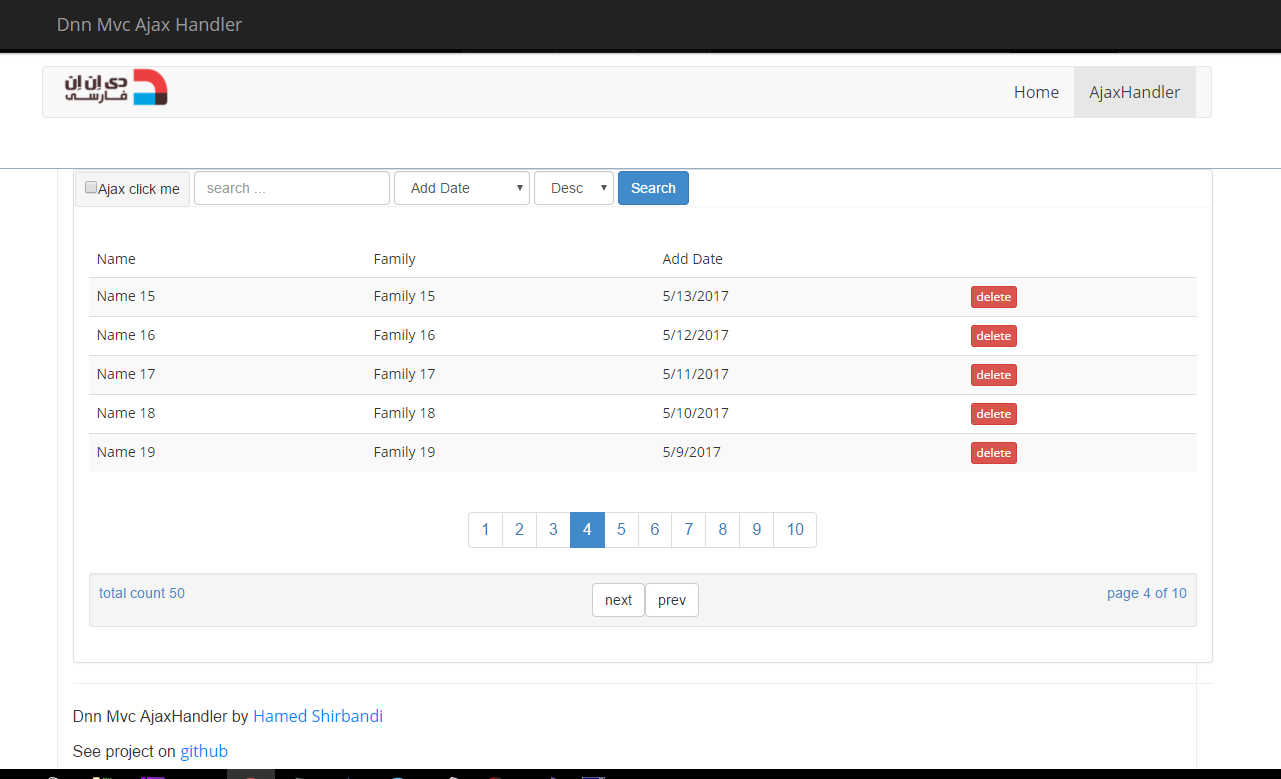 Dnn Mvc Ajax Handler
دی اِن اِن
فارسی
Home AjaxHandler
Ajax click me search ... Add Date Desc Search
Name Family Add Date
Name 15 Family 15 5/13/2017 delete
Name 16 Family 16 5/12/2017 delete
Name 17 Family 17 5/11/2017 delete
Name 18 Family 18 5/10/2017 delete
Name 19 Family 19 5/9/2017 delete
1 2 3 4 5 6 7 8 9 10
total count 50 next prev page 4 of 10
Dnn Mvc AjaxHandler by Hamed Shirbandi
See project on github